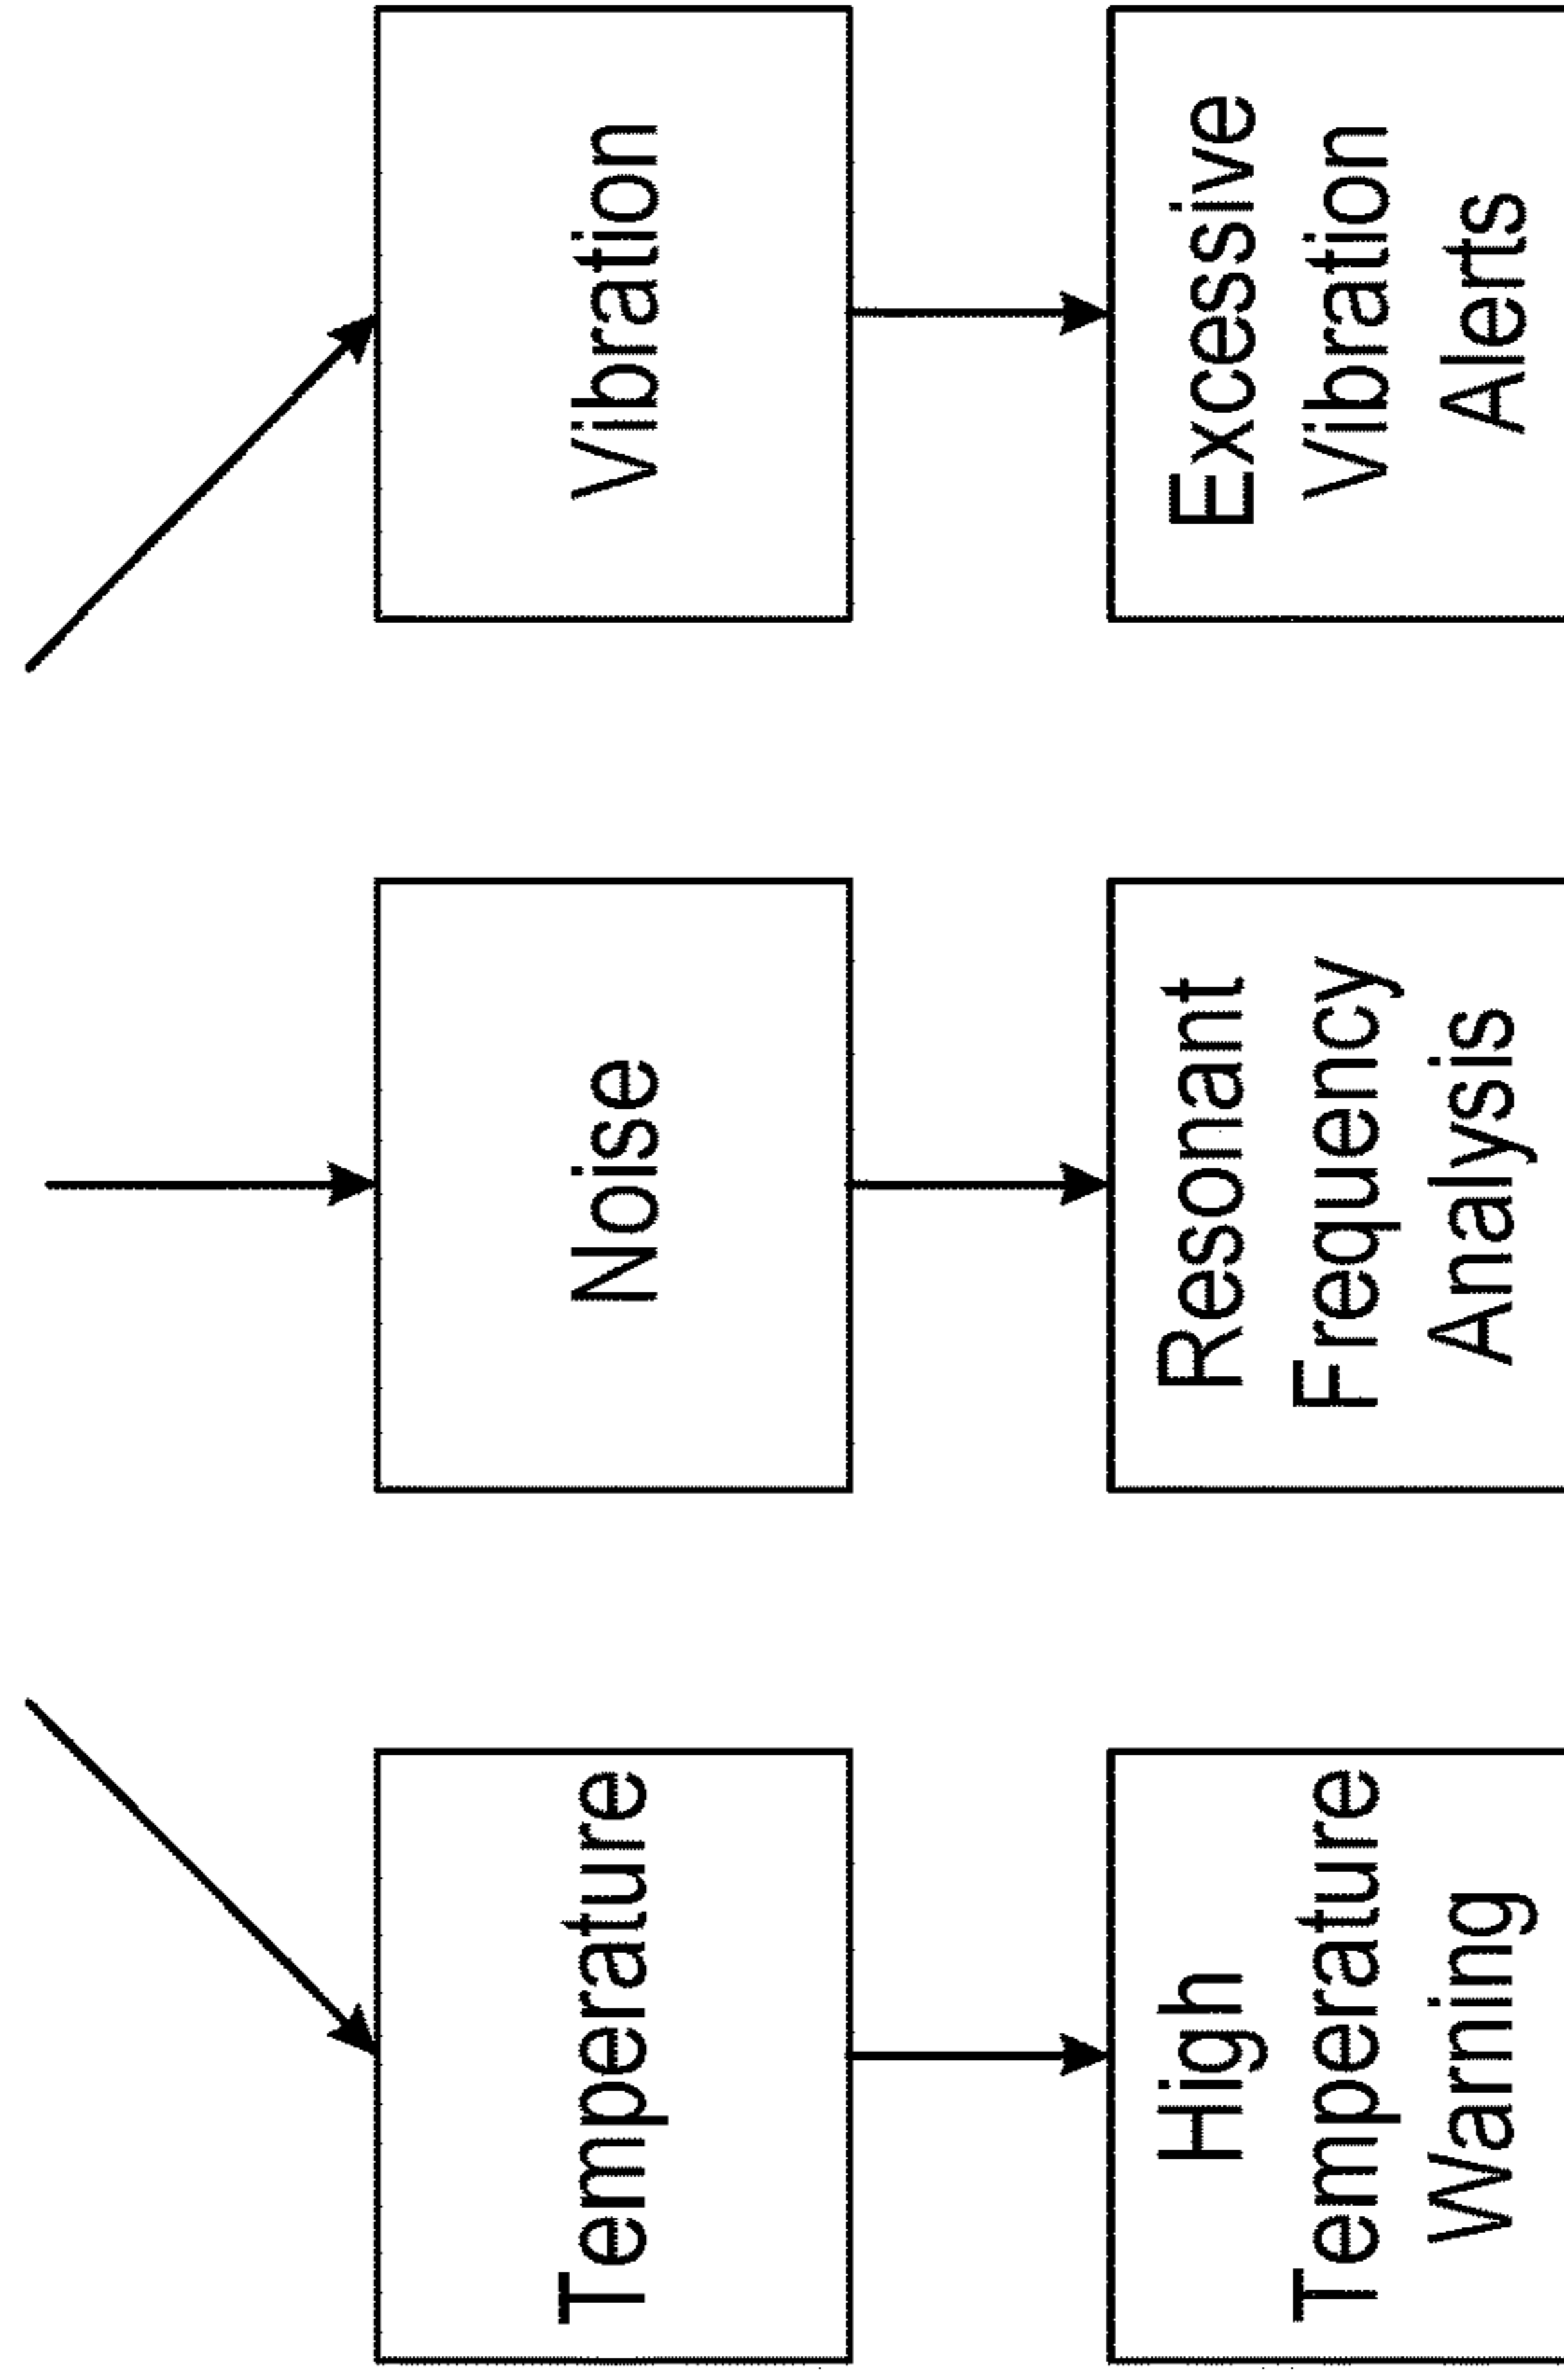 Temperature
Noise
Vibration
High
Temperature
Warning
Resonant
Frequency
Analysis
Excessive
Vibration
Alerts